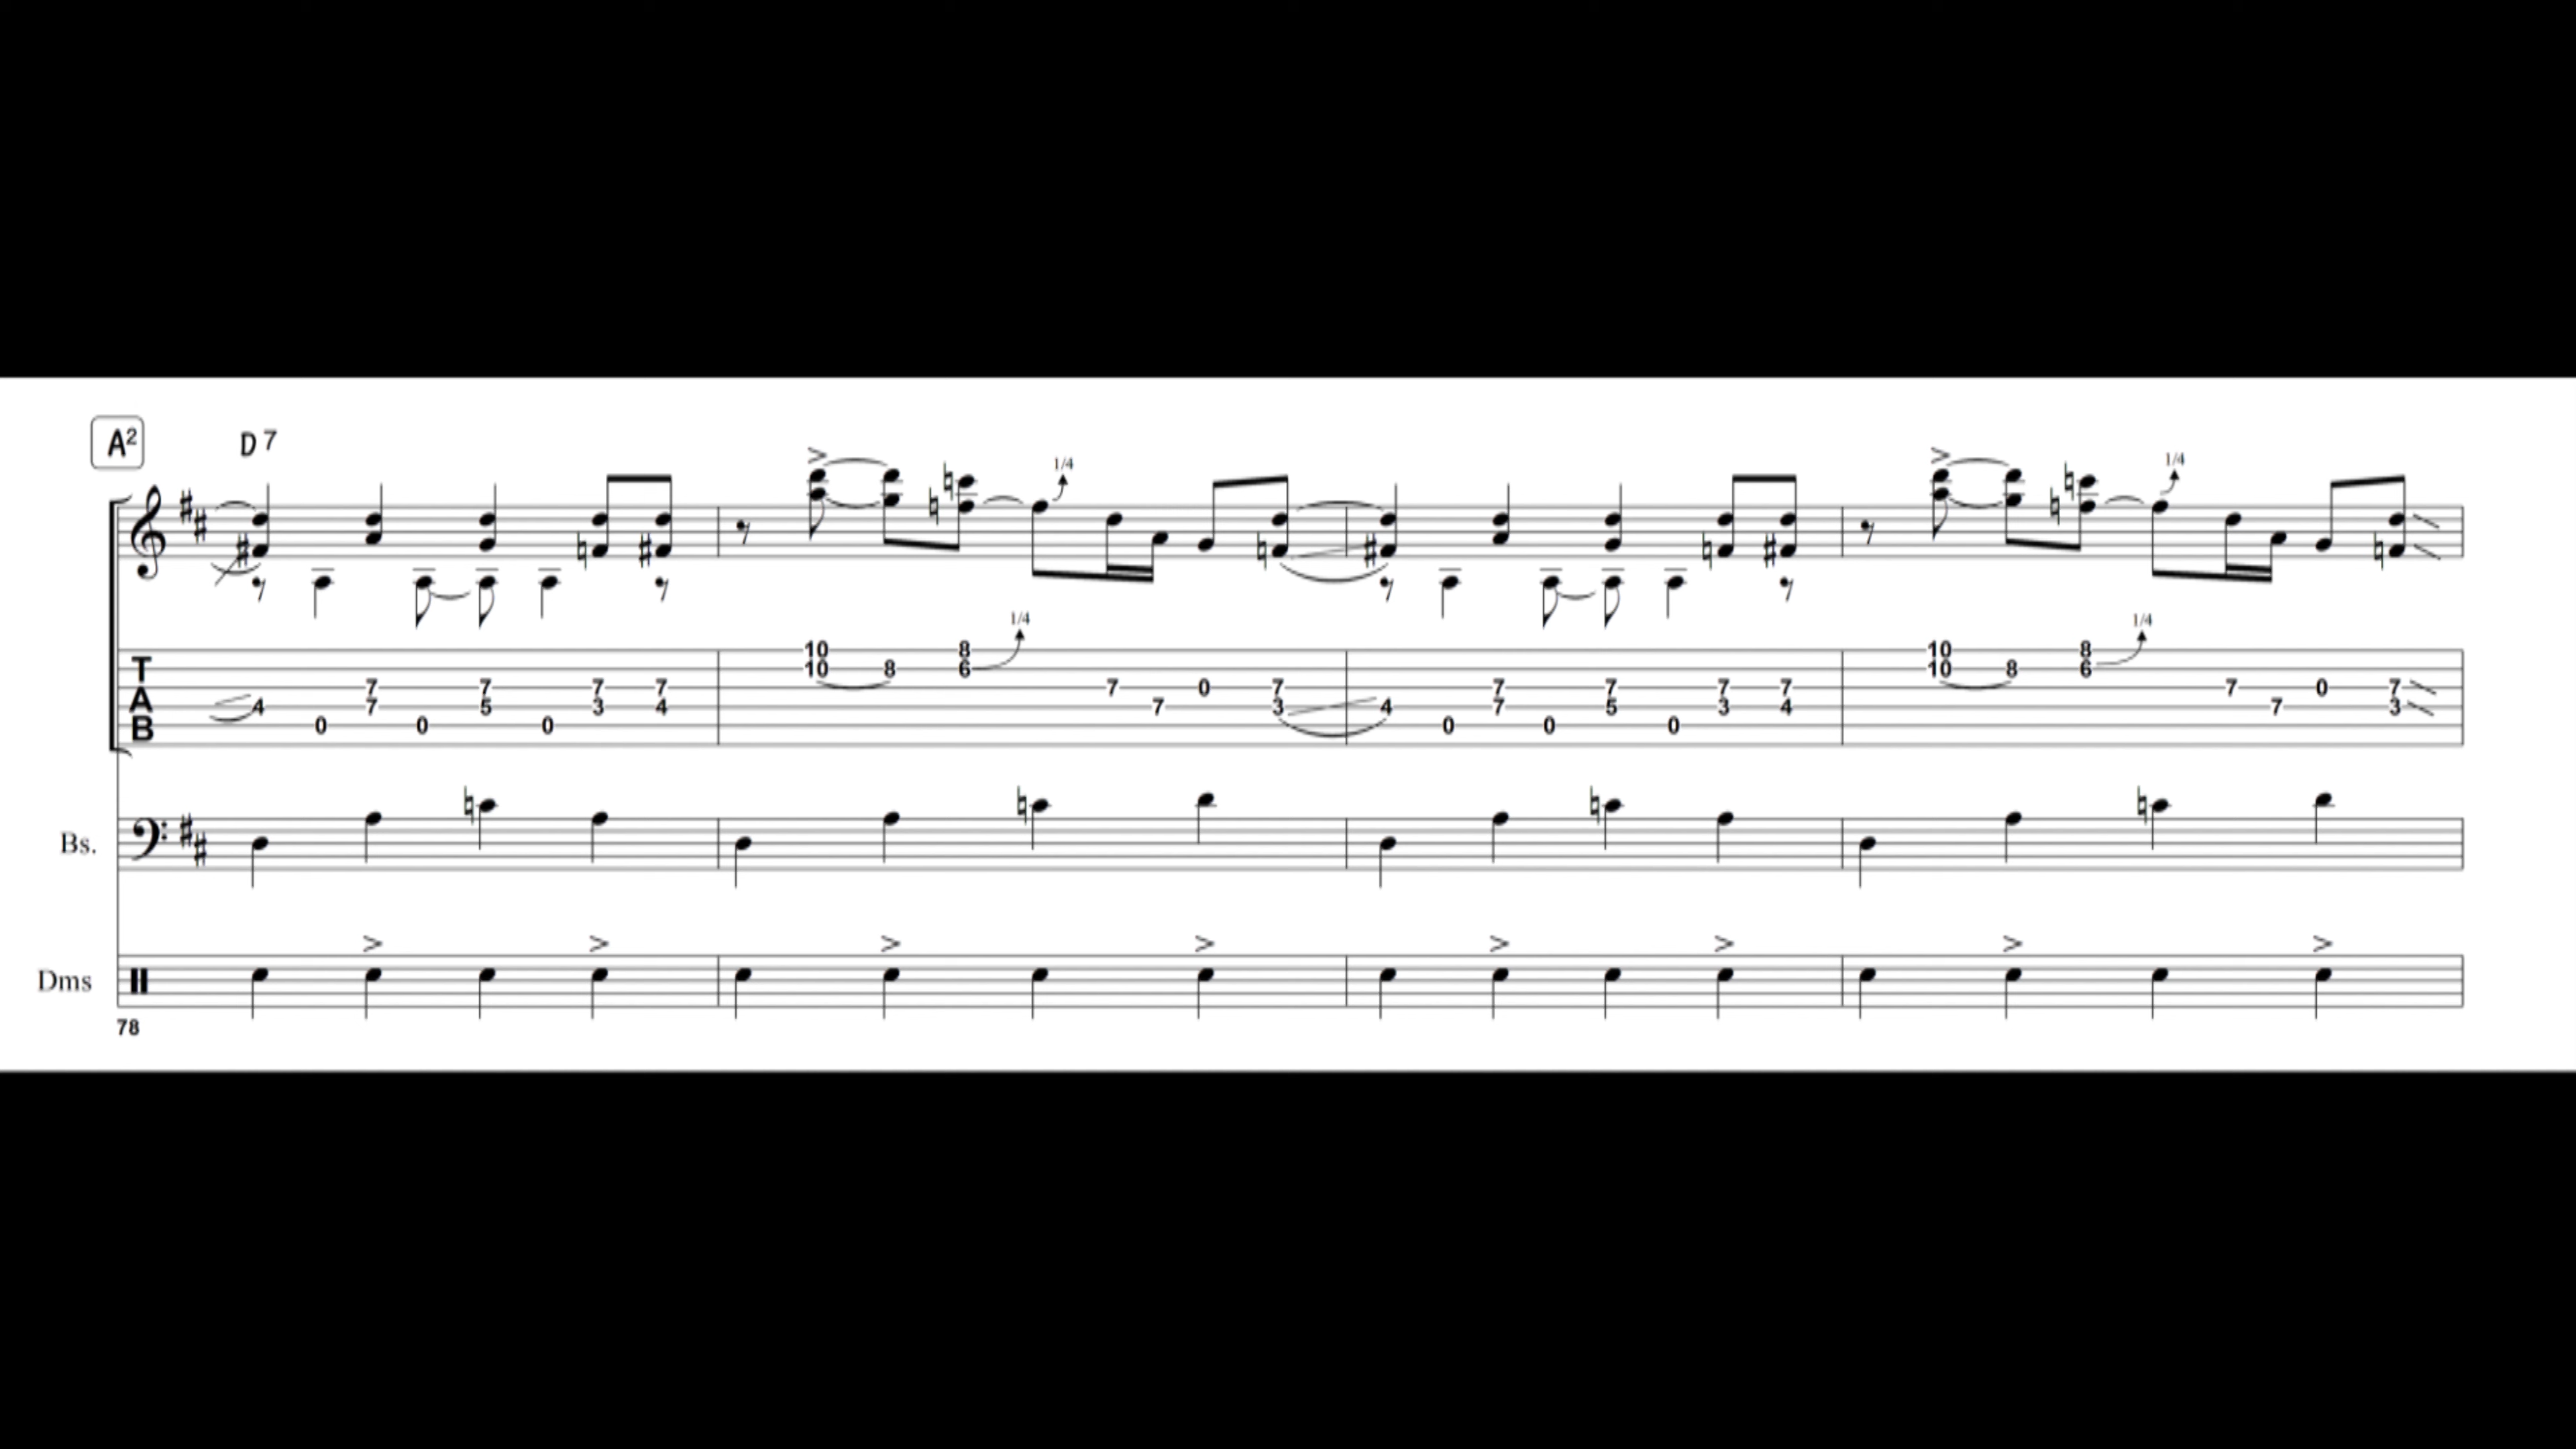 A2
D 7
1/4 1/4
1/4 1/4
10 8 10 8
T 10 8 6 10 8 6
7 7 7 7 7 0 7 7 7 7 7 7 0 7
A 4 7 5 3 4 7 3 4 7 5 3 4 7 3
B 0 0 0 0 0 0
Bs.
Dms
78